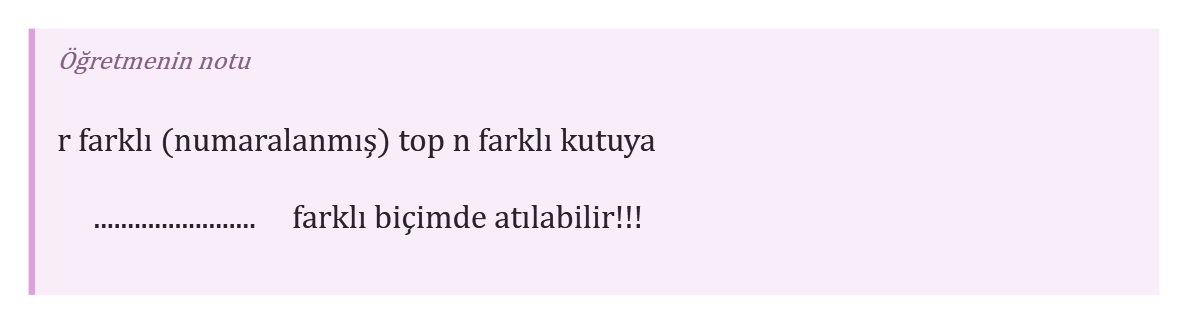 Öğretmenin notu
r farklı (numaralanmış) top n farklı kutuya
........................ farklı biçimde atılabilir!!!